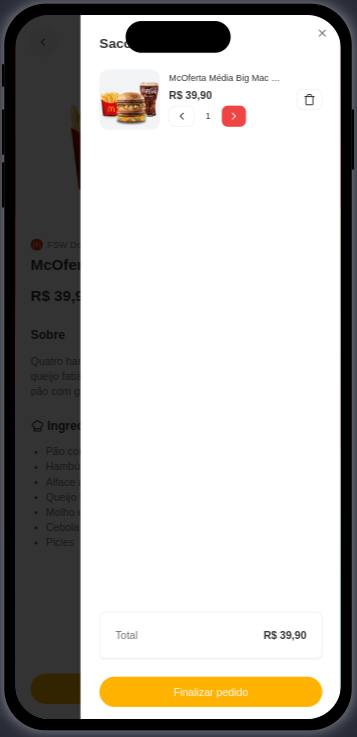 Saco
McOferta Média Big Mac ...
R$ 39,90
1
FSW Do
McOfer
R$ 39,9
Sobre
Quatro ha
queijo fatia
pão com g
Ingred
Pão co
Hambú
Alface
Queijo
Molho
Cebola
Picles
Total R$ 39,90
Finalizar pedido